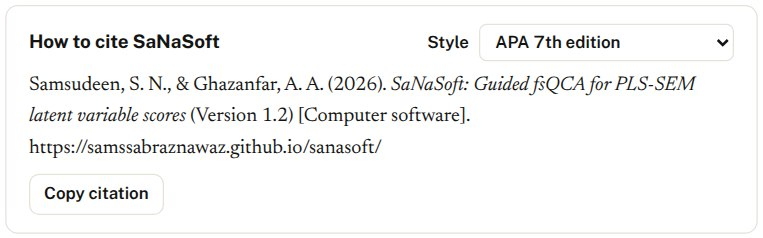 How to cite SaNaSoft
Style APA 7th edition
Samsudeen, S. N., & Ghazanfar, A. A. (2026). SaNaSoft: Guided fsQCA for PLS-SEM
latent variable scores (Version 1.2) [Computer software].
https://samssabraznawaz.github.io/sanasoft/
Copy citation